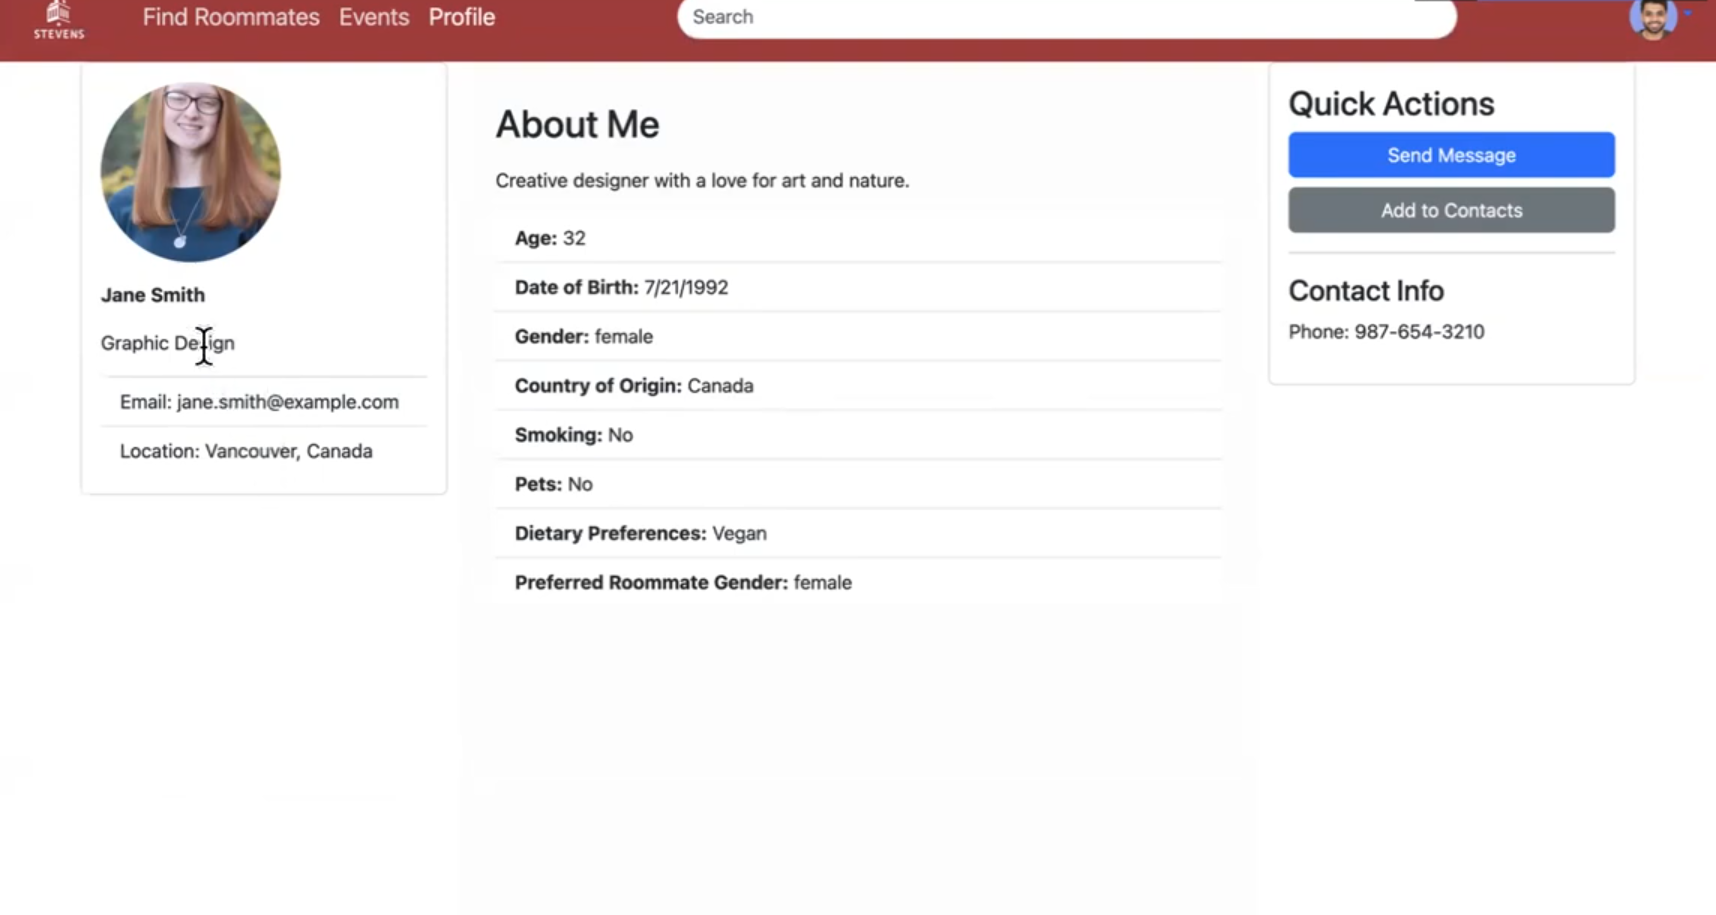 STEVENS
Find Roommates Events Profile
Search
Jane Smith
Graphic Design
Email: jane.smith@example.com
Location: Vancouver, Canada
About Me
Creative designer with a love for art and nature.
Age: 32
Date of Birth: 7/21/1992
Gender: female
Country of Origin: Canada
Smoking: No
Pets: No
Dietary Preferences: Vegan
Preferred Roommate Gender: female
Quick Actions
Send Message
Add to Contacts
Contact Info
Phone: 987-654-3210